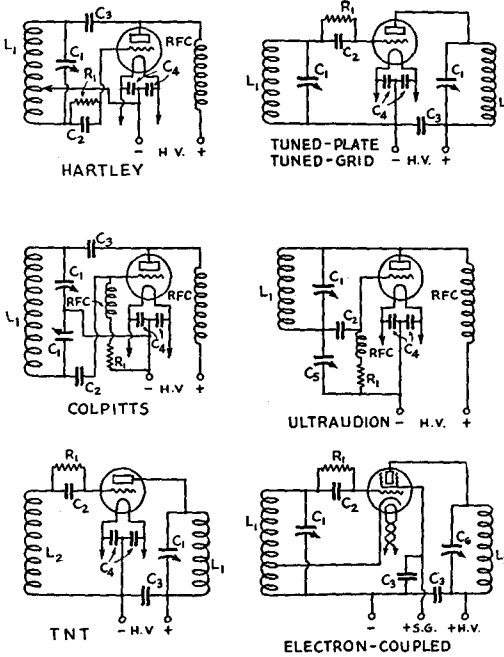 C3
L1
C1
R1
C4
RFC
C2
− H.V. +
HARTLEY
R1
C2
L1
C1
C4
C1
L
C3
TUNED-PLATE
TUNED-GRID
− H.V. +
C3
C1
RFC
RFC
L1
C1
C4
R1
C2
− H.V. +
COLPITTS
L1
C1
RFC
C2
C4
C5
RFC
R1
ULTRAUDION − H.V. +
R1
C2
L2
C4
C1
L1
C3
TNT
− H.V +
R1
C2
L1
C1
C6
L
C3
C3
− +S.G. +H.V.
ELECTRON-COUPLED